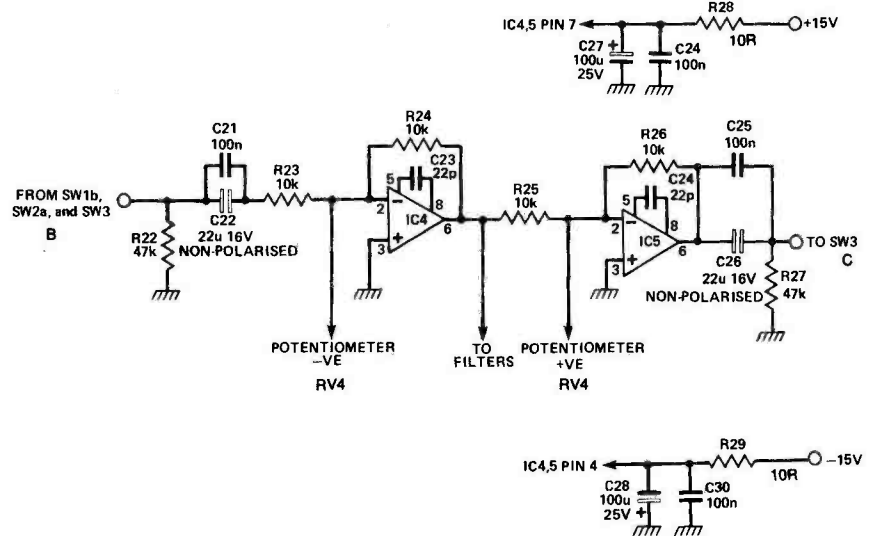 R28
IC4,5 PIN 7
+15V
10R
+
C27
100u
25V
C24
100n
C21
100n
R24
10k
C23
22p
R23
10k
5
8
2
−
IC4
6
+
3
FROM SW1b,
SW2a, and SW3
B
R22
47k
C22
22u 16V
NON-POLARISED
R25
10k
R26
10k
C24
22p
C25
100n
5
8
2
−
IC5
6
+
3
TO SW3
C
C26
22u 16V
NON-POLARISED
R27
47k
POTENTIOMETER
−VE
RV4
TO
FILTERS
POTENTIOMETER
+VE
RV4
R29
IC4,5 PIN 4
−15V
10R
C28
100u
25V
+
C30
100n